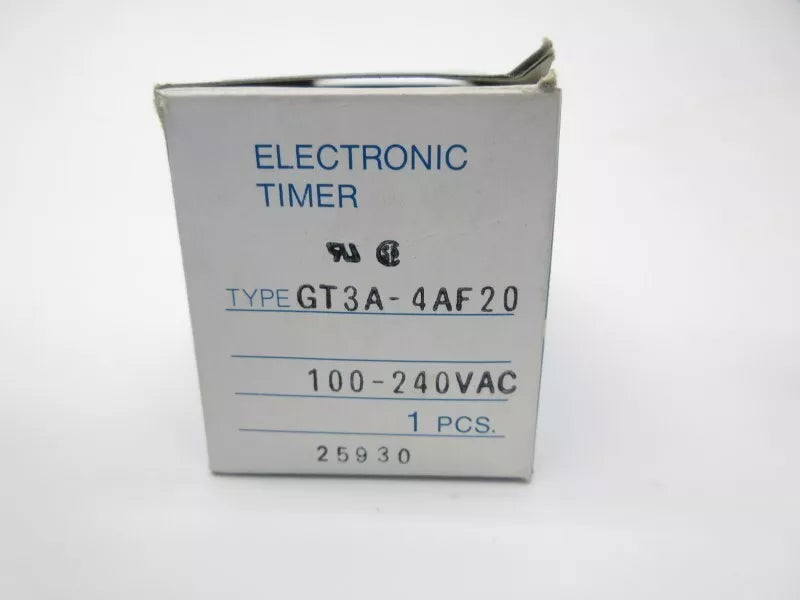 ELECTRONIC
TIMER
TYPE GT3A-4AF20
100-240VAC
1 PCS.
25930